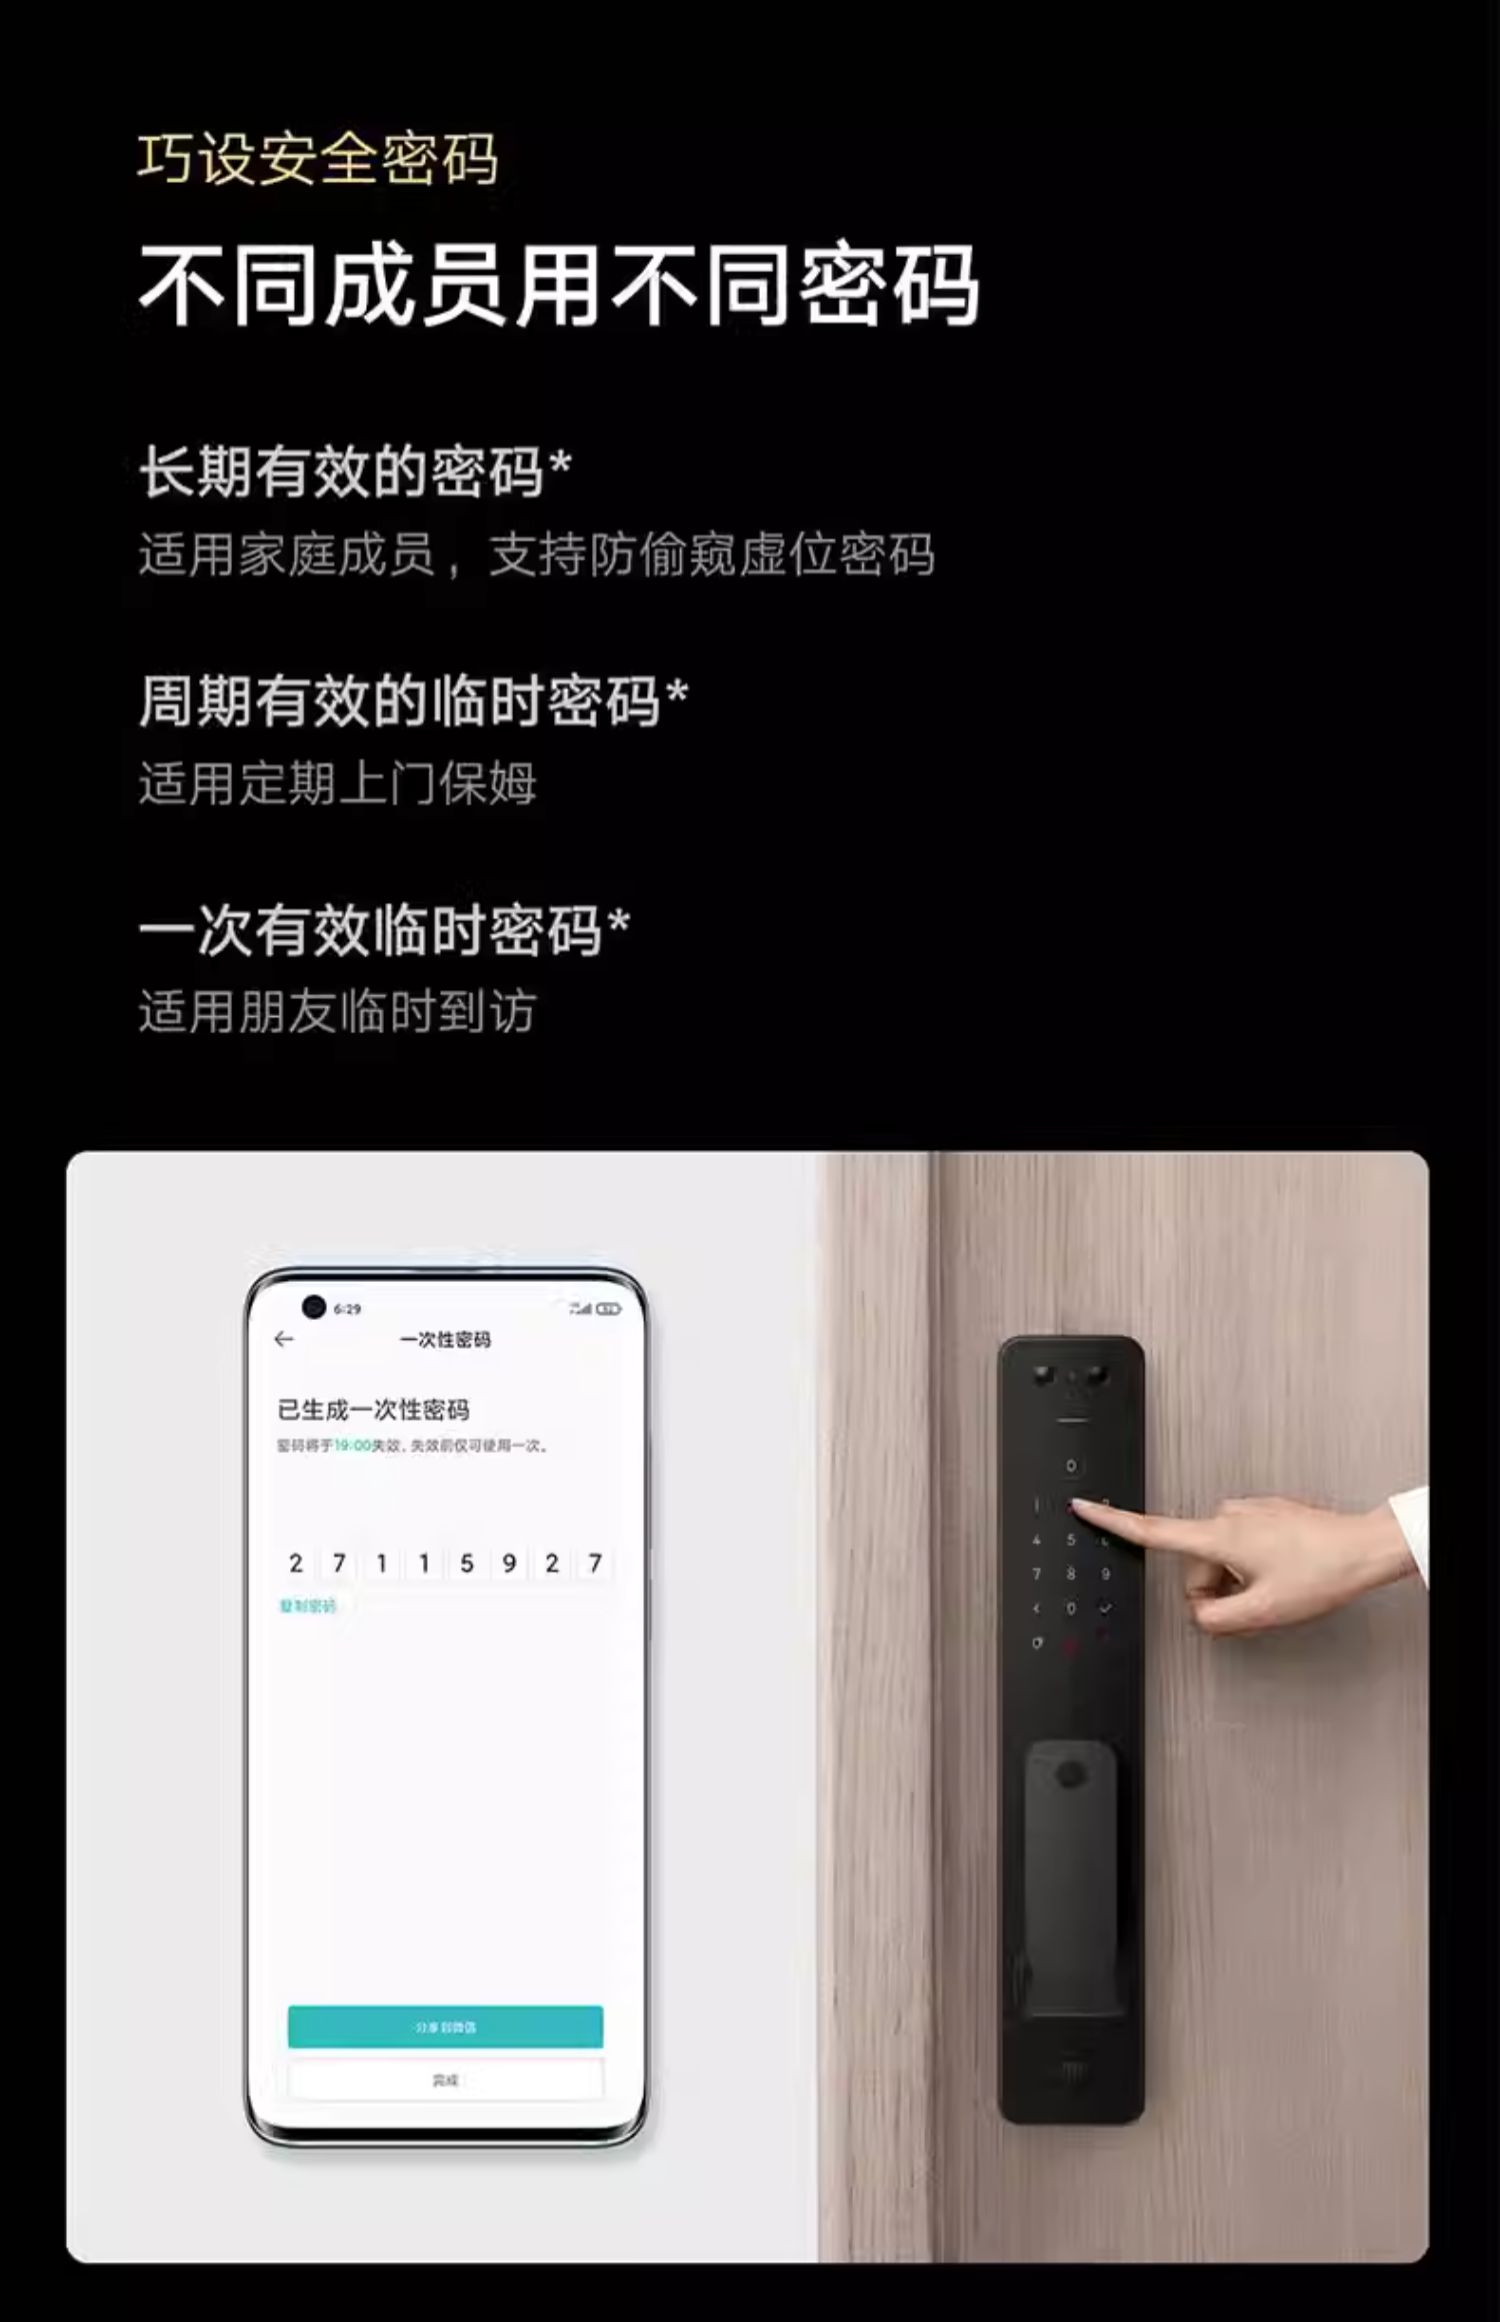 巧设安全密码
不同成员用不同密码
长期有效的密码*
适用家庭成员，支持防偷窥虚位密码
周期有效的临时密码*
适用定期上门保姆
一次有效临时密码*
适用朋友临时到访
6:29
一次性密码
已生成一次性密码
密码将于19:00失效，失效前仅可使用一次。
2 7 1 1 5 9 2 7
复制密码
分享到微信
完成
4 5
7 8 9
0